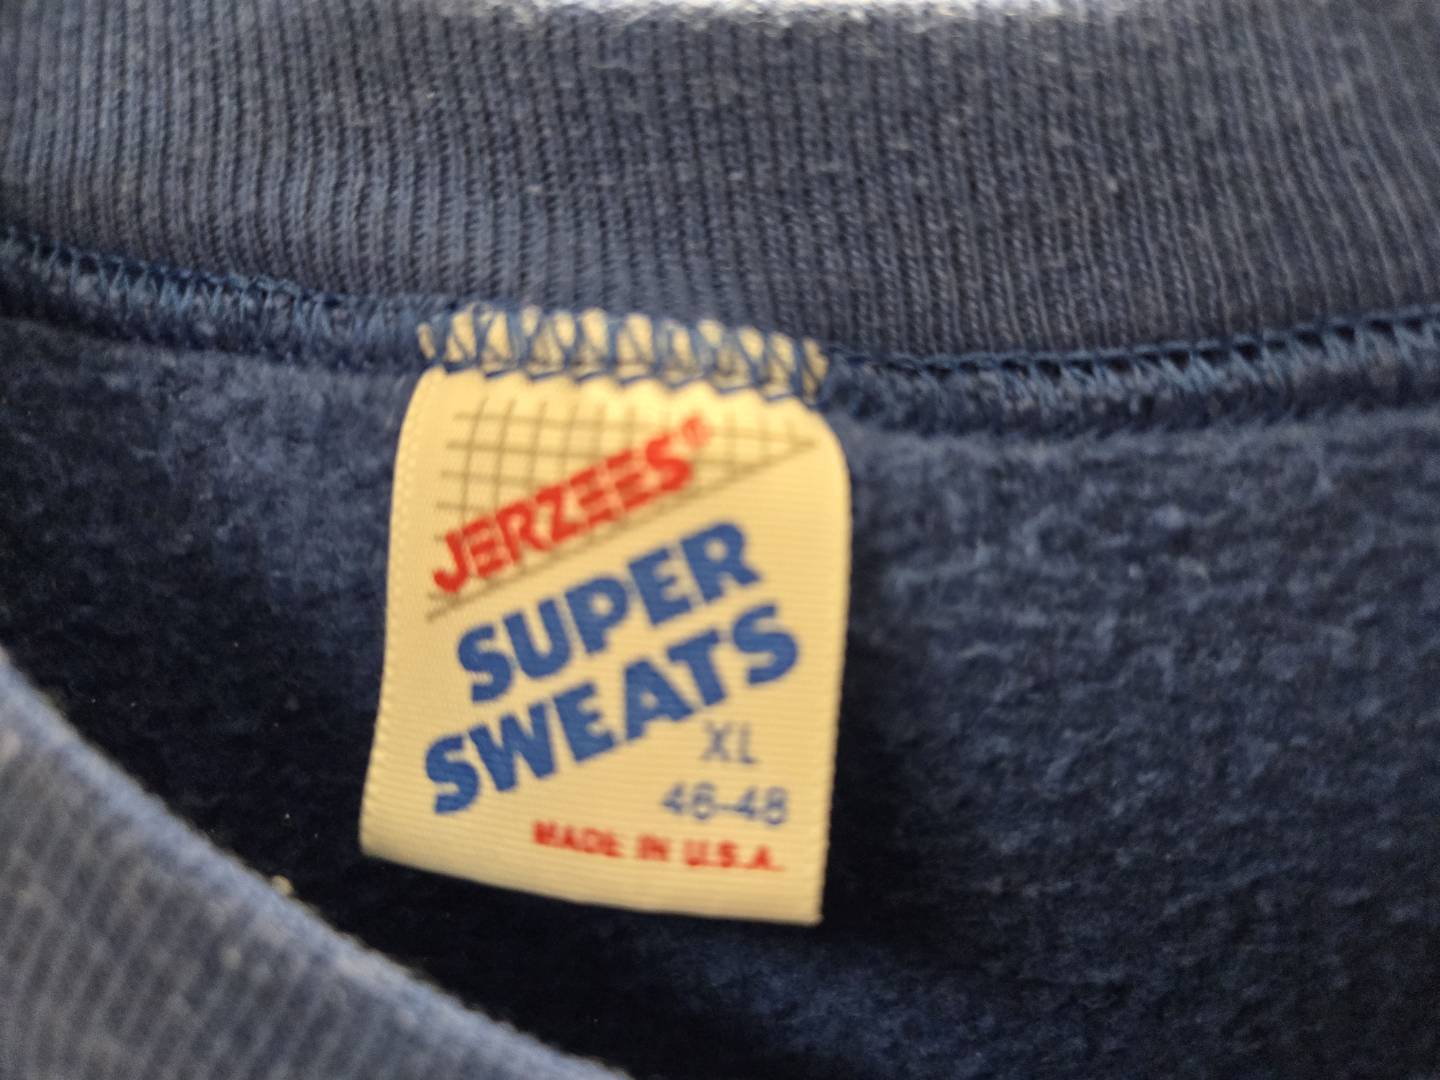 JERZEES®
SUPER
SWEATS
XL
46-48
MADE IN U.S.A.